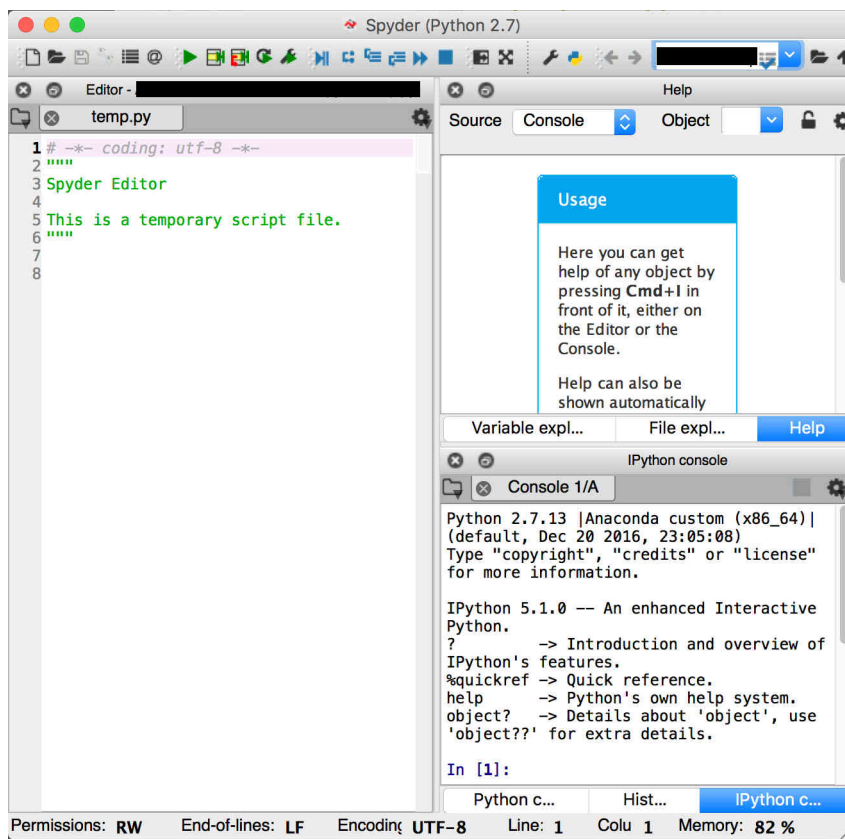 Spyder (Python 2.7)
Editor -
temp.py
1 # -*- coding: utf-8 -*-
2 """
3 Spyder Editor
4
5 This is a temporary script file.
6 """
7
8
Help
Source Console Object
Usage
Here you can get
help of any object by
pressing Cmd+I in
front of it, either on
the Editor or the
Console.
Help can also be
shown automatically
Variable expl... File expl... Help
IPython console
Console 1/A
Python 2.7.13 |Anaconda custom (x86_64)|
(default, Dec 20 2016, 23:05:08)
Type "copyright", "credits" or "license"
for more information.
IPython 5.1.0 -- An enhanced Interactive
Python.
? -> Introduction and overview of
IPython's features.
%quickref -> Quick reference.
help -> Python's own help system.
object? -> Details about 'object', use
'object??' for extra details.
In [1]:
Python c... Hist... IPython c...
Permissions: RW End-of-lines: LF Encoding UTF-8 Line: 1 Colu 1 Memory: 82 %